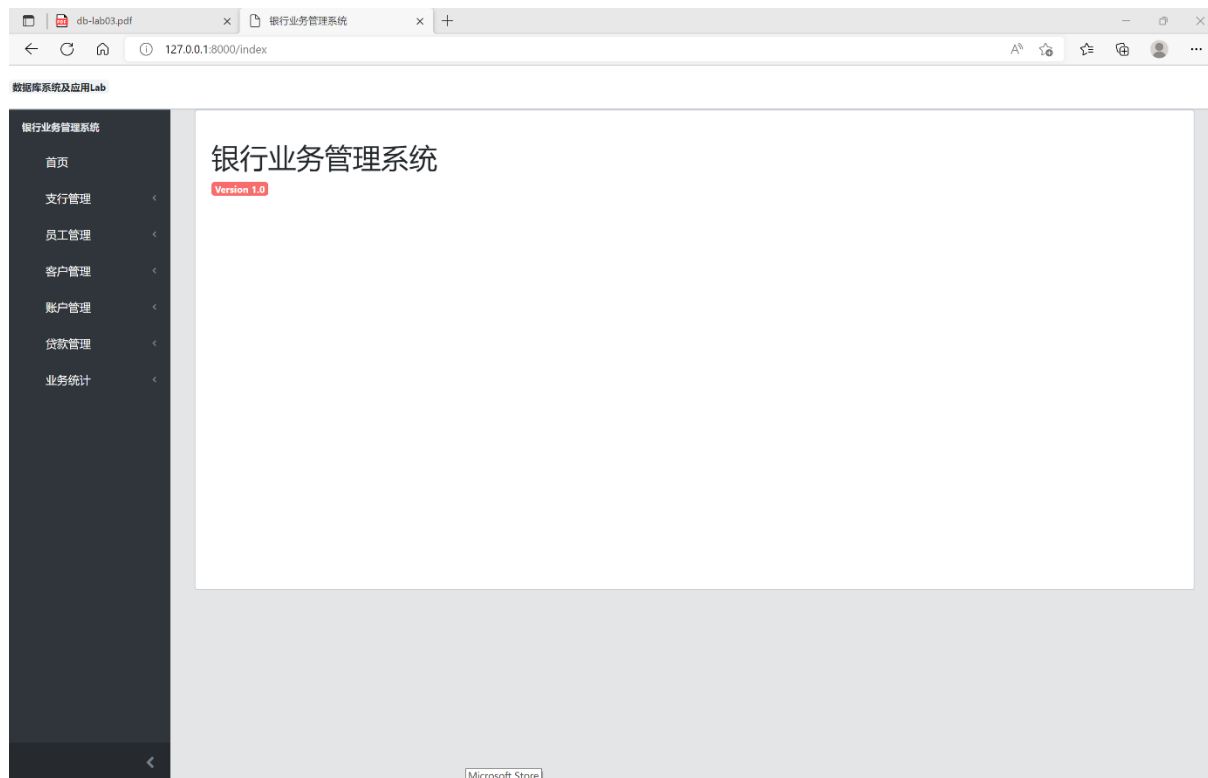 db-lab03.pdf
银行业务管理系统
127.0.0.1:8000/index
数据库系统及应用Lab
银行业务管理系统
首页
支行管理
员工管理
客户管理
账户管理
贷款管理
业务统计
银行业务管理系统
Version 1.0
Microsoft Store